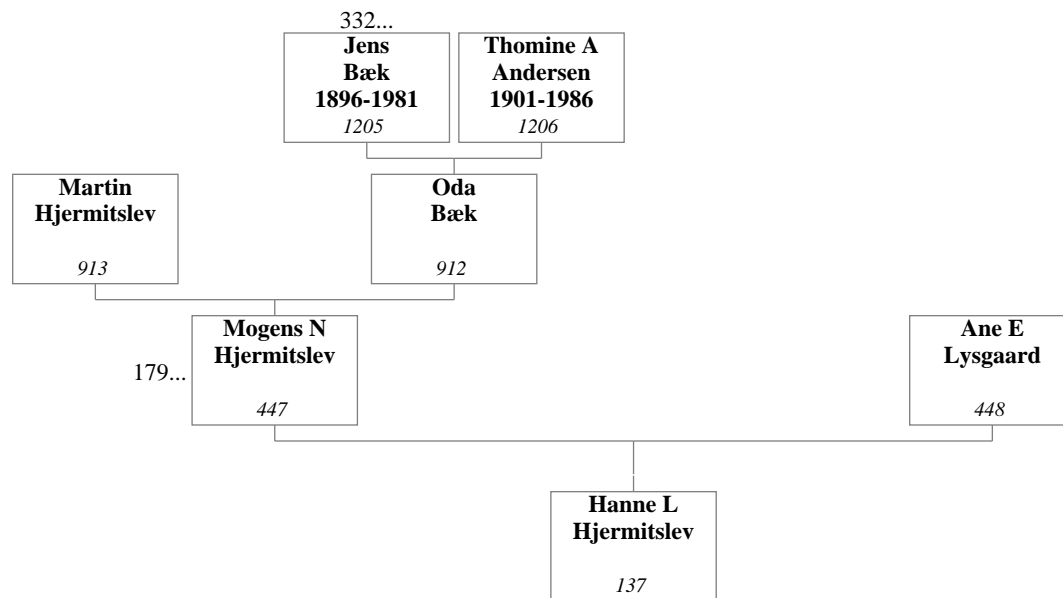 332...
Jens
Bæk
1896-1981
1205
Thomine A
Andersen
1901-1986
1206
Martin
Hjermitslev
913
Oda
Bæk
912
179...
Mogens N
Hjermitslev
447
Ane E
Lysgaard
448
Hanne L
Hjermitslev
137